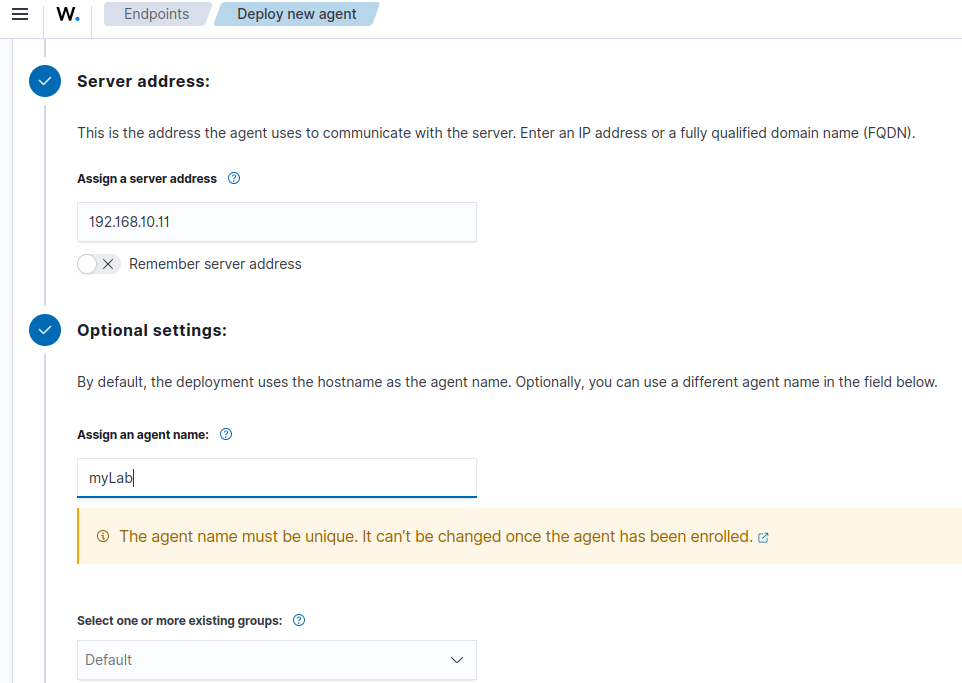 W.
Endpoints
Deploy new agent
Server address:
This is the address the agent uses to communicate with the server. Enter an IP address or a fully qualified domain name (FQDN).
Assign a server address
192.168.10.11
Remember server address
Optional settings:
By default, the deployment uses the hostname as the agent name. Optionally, you can use a different agent name in the field below.
Assign an agent name:
myLab
The agent name must be unique. It can’t be changed once the agent has been enrolled.
Select one or more existing groups:
Default